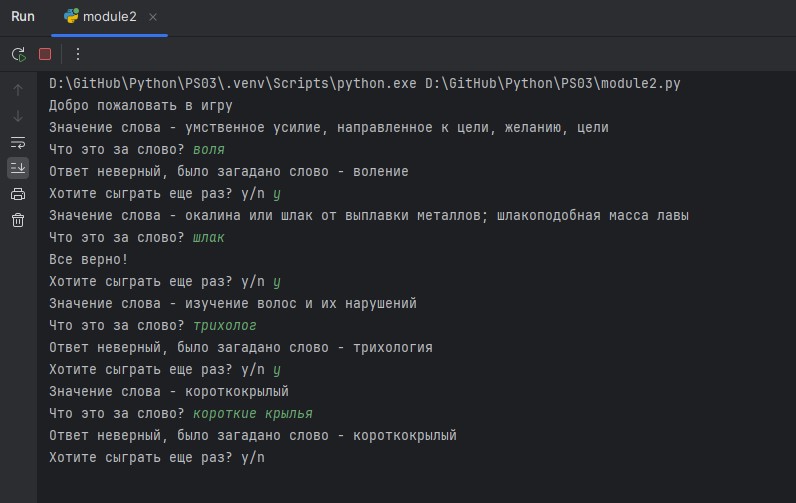 Run module2
D:\GitHub\Python\PS03\.venv\Scripts\python.exe D:\GitHub\Python\PS03\module2.py
Добро пожаловать в игру
Значение слова - умственное усилие, направленное к цели, желанию, цели
Что это за слово? воля
Ответ неверный, было загадано слово - воление
Хотите сыграть еще раз? y/n y
Значение слова - окалина или шлак от выплавки металлов; шлакоподобная масса лавы
Что это за слово? шлак
Все верно!
Хотите сыграть еще раз? y/n y
Значение слова - изучение волос и их нарушений
Что это за слово? трихолог
Ответ неверный, было загадано слово - трихология
Хотите сыграть еще раз? y/n y
Значение слова - короткокрылый
Что это за слово? короткие крылья
Ответ неверный, было загадано слово - короткокрылый
Хотите сыграть еще раз? y/n